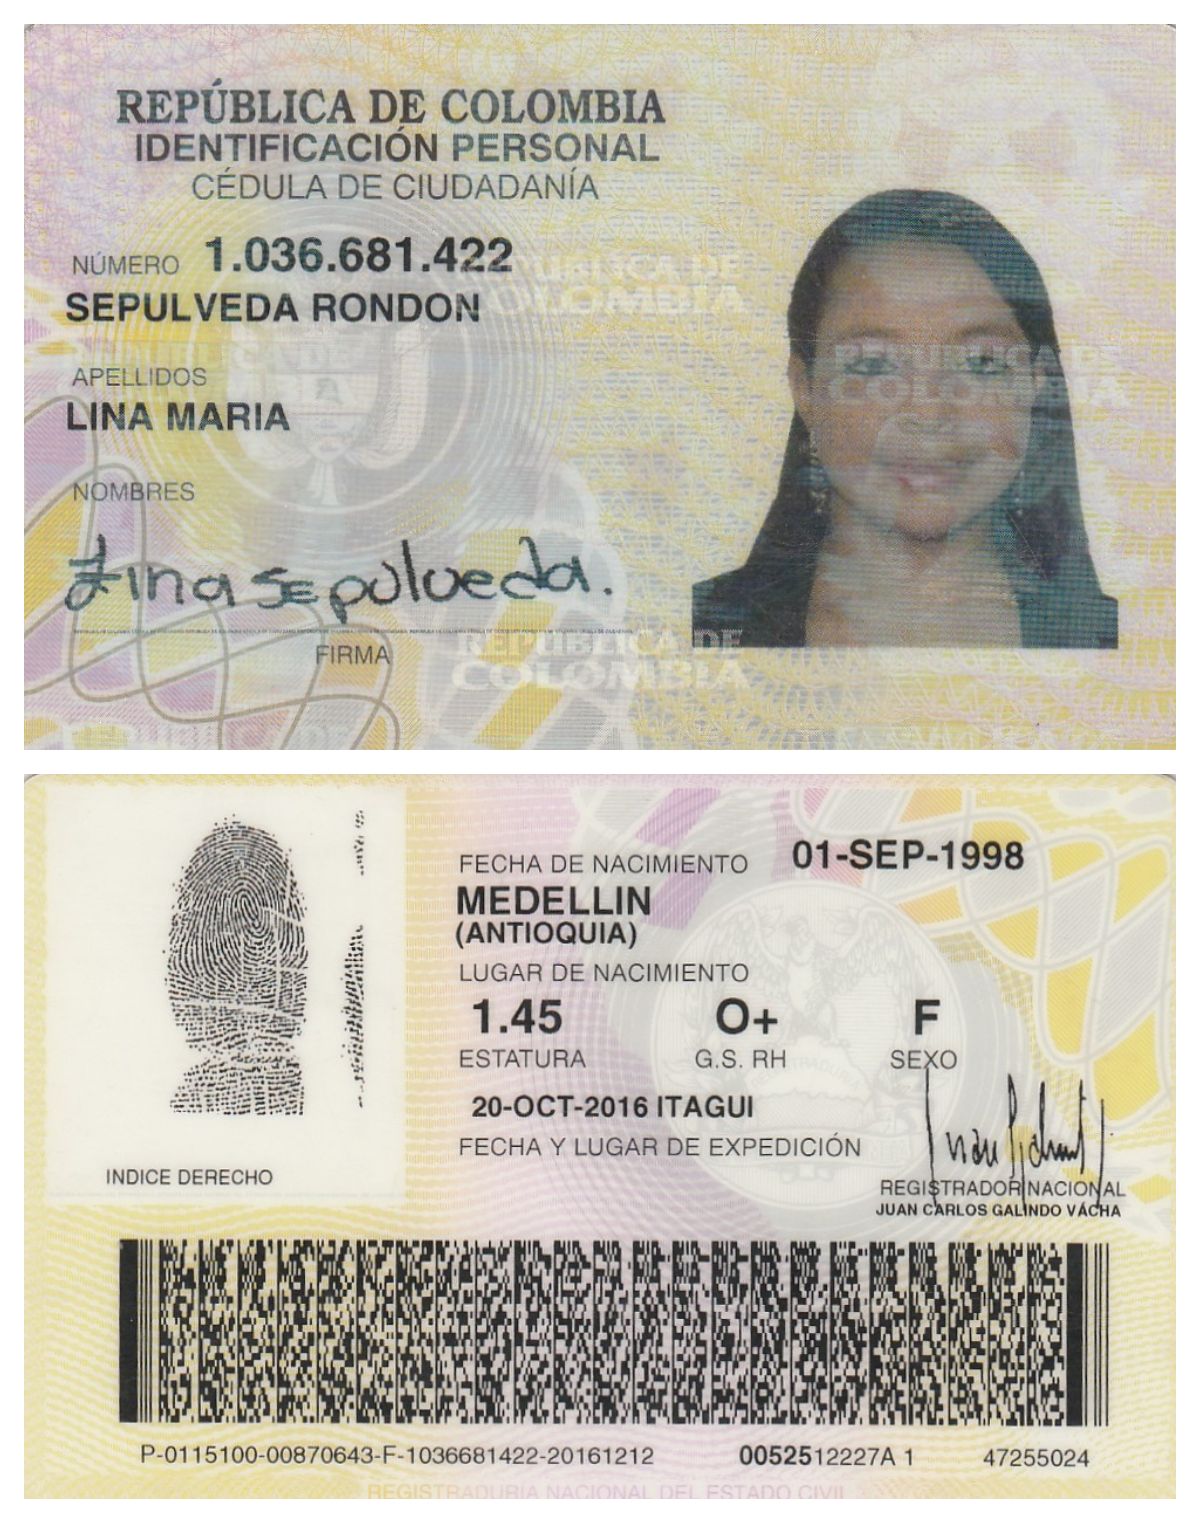 REPÚBLICA DE COLOMBIA
IDENTIFICACIÓN PERSONAL
CÉDULA DE CIUDADANÍA
NÚMERO 1.036.681.422
SEPULVEDA RONDON
APELLIDOS
LINA MARIA
NOMBRES
Lina Sepulveda.
FIRMA
REPÚBLICA DE
COLOMBIA
FECHA DE NACIMIENTO 01-SEP-1998
MEDELLIN
(ANTIOQUIA)
LUGAR DE NACIMIENTO
1.45 O+ F
ESTATURA G.S. RH SEXO
20-OCT-2016 ITAGUI
FECHA Y LUGAR DE EXPEDICIÓN
INDICE DERECHO
REGISTRADOR NACIONAL
JUAN CARLOS GALINDO VÁCHA
P-0115100-00870643-F-1036681422-20161212 0052512227A 1 47255024
REGISTRADURIA NACIONAL DEL ESTADO CIVIL